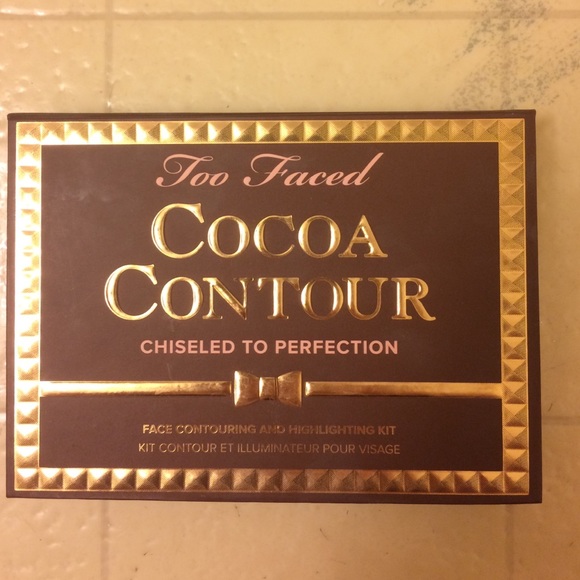 Too Faced
COCOA
CONTOUR
CHISELED TO PERFECTION
FACE CONTOURING AND HIGHLIGHTING KIT
KIT CONTOUR ET ILLUMINATEUR POUR VISAGE